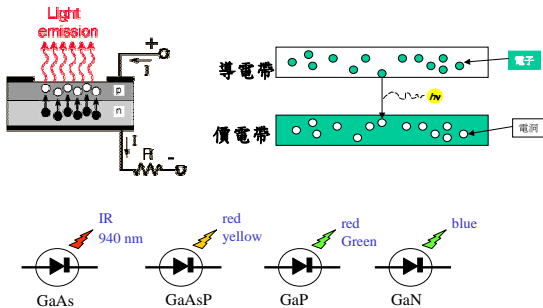 Light
emission
+
I
p
n
I
R
-
導電帶
電子
hν
價電帶
電洞
IR
940 nm
red
yellow
red
Green
blue
GaAs
GaAsP
GaP
GaN